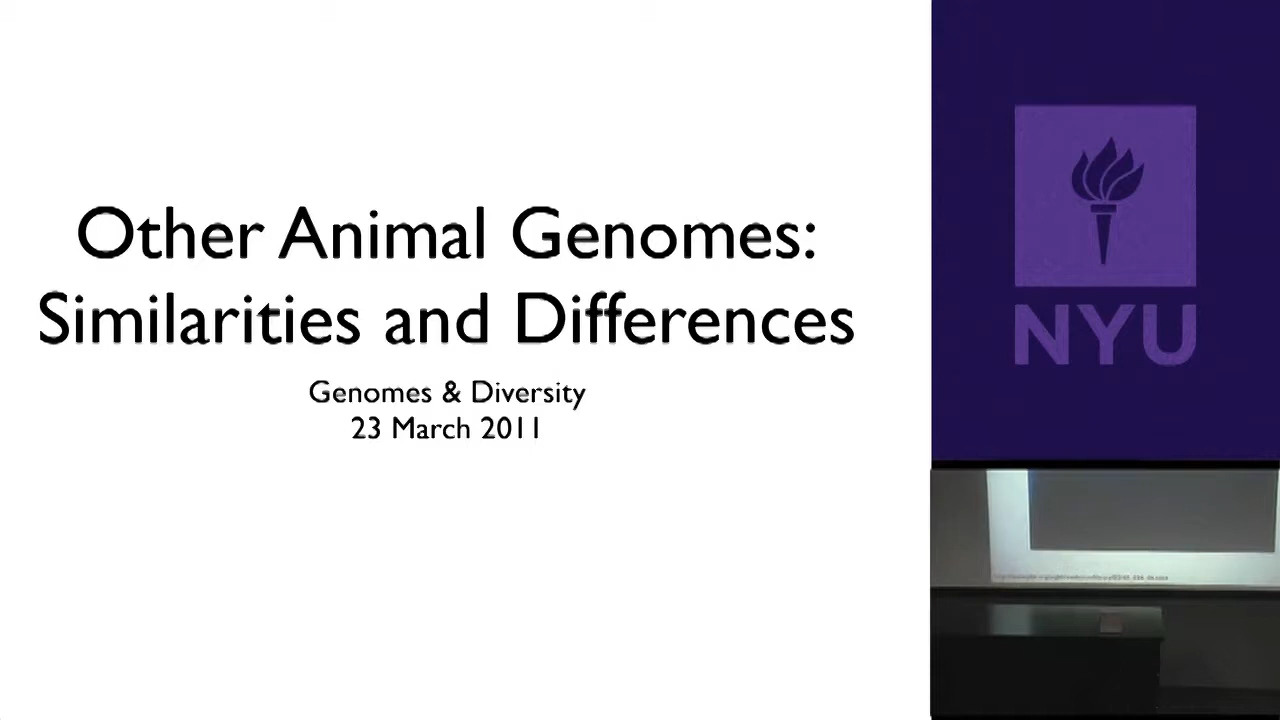 Other Animal Genomes:
Similarities and Differences
Genomes & Diversity
23 March 2011
NYU